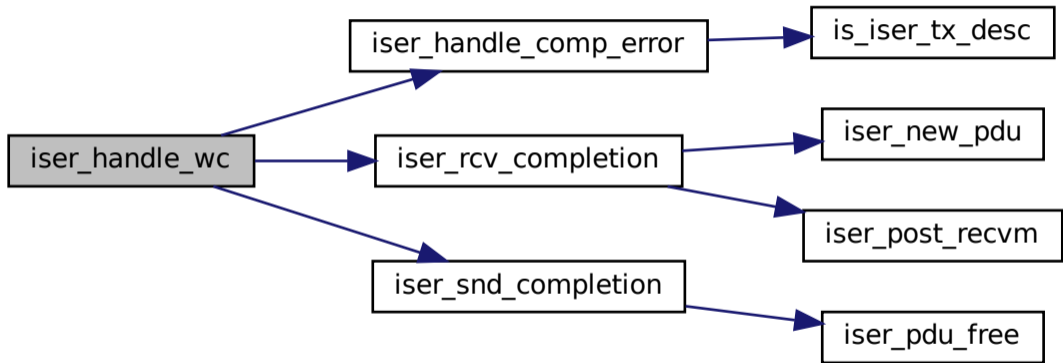 iser_handle_wc
iser_handle_comp_error
iser_rcv_completion
iser_snd_completion
is_iser_tx_desc
iser_new_pdu
iser_post_recvm
iser_pdu_free